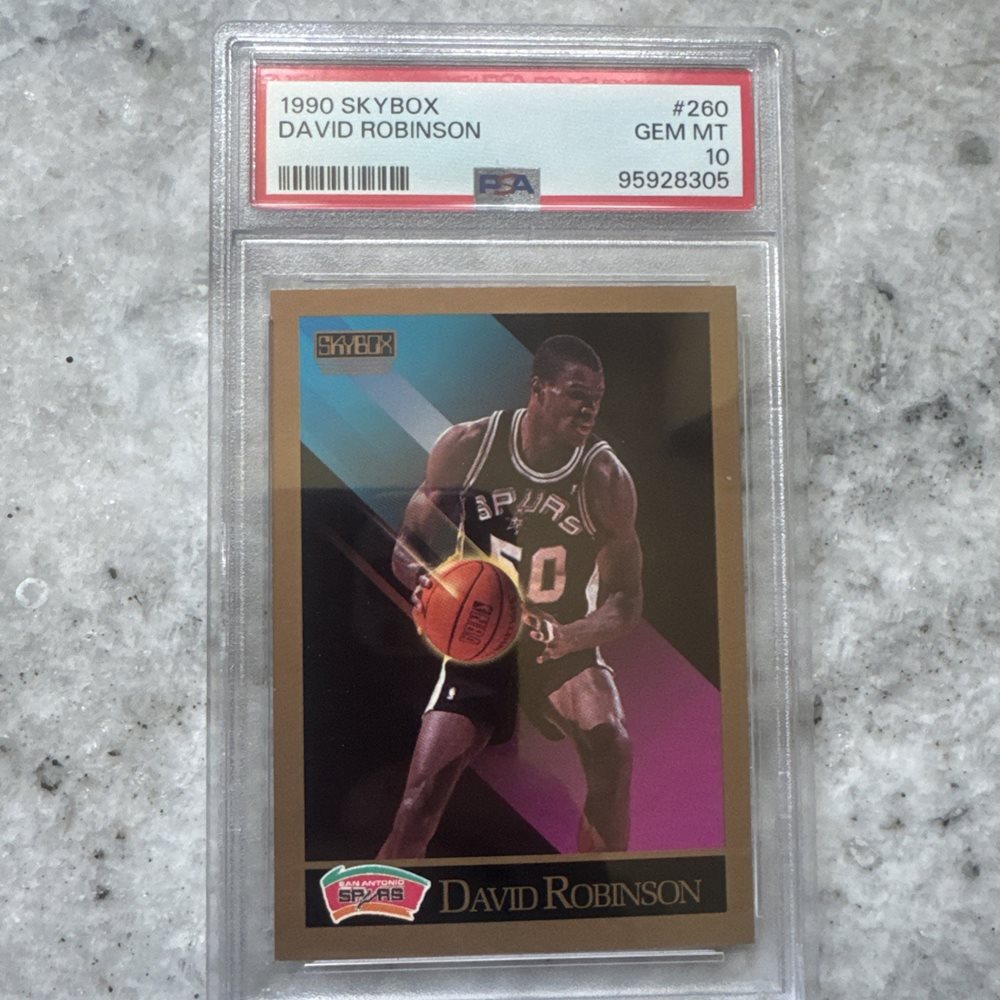 1990 SKYBOX #260
DAVID ROBINSON GEM MT
10
PSA 95928305
SKYBOX
SPURS
50
SAN ANTONIO
SPURS
DAVID ROBINSON